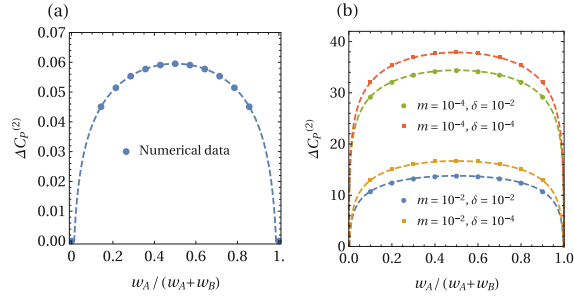 (a)
0.07
0.06
0.05
0.04
0.03
0.02
0.01
0.00
ΔC_P^(2)
Numerical data
0. 0.2 0.4 0.6 0.8 1.
w_A / (w_A+w_B)
(b)
40
30
20
10
0
ΔC_P^(2)
m = 10^-4, δ = 10^-2
m = 10^-4, δ = 10^-4
m = 10^-2, δ = 10^-2
m = 10^-2, δ = 10^-4
0.0 0.2 0.4 0.6 0.8 1.0
w_A / (w_A+w_B)